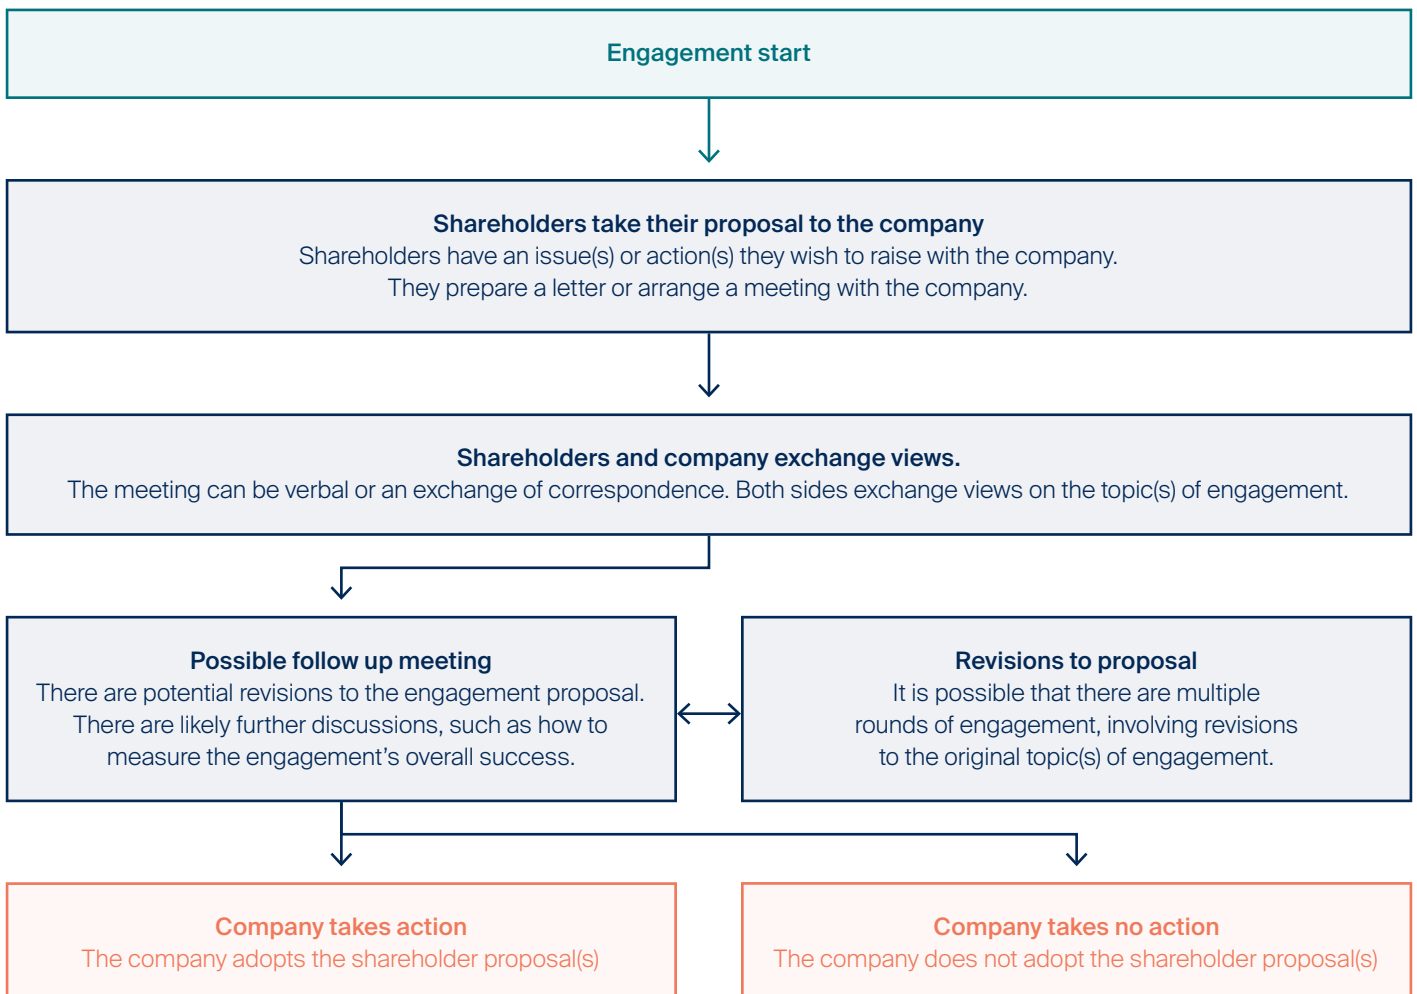 Engagement start
Shareholders take their proposal to the company
Shareholders have an issue(s) or action(s) they wish to raise with the company.
They prepare a letter or arrange a meeting with the company.
Shareholders and company exchange views.
The meeting can be verbal or an exchange of correspondence. Both sides exchange views on the topic(s) of engagement.
Possible follow up meeting
There are potential revisions to the engagement proposal.
There are likely further discussions, such as how to
measure the engagement’s overall success.
Revisions to proposal
It is possible that there are multiple
rounds of engagement, involving revisions
to the original topic(s) of engagement.
Company takes action
The company adopts the shareholder proposal(s)
Company takes no action
The company does not adopt the shareholder proposal(s)